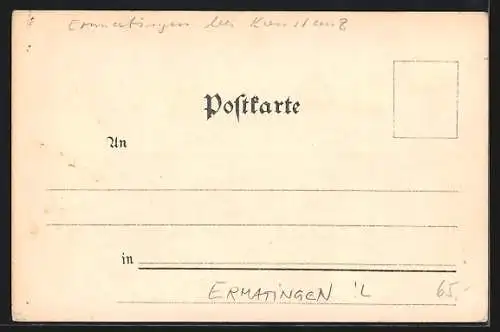 Ermatingen bei Konstanz
Postkarte
An
in
ERMATINGEN 'L 65.-